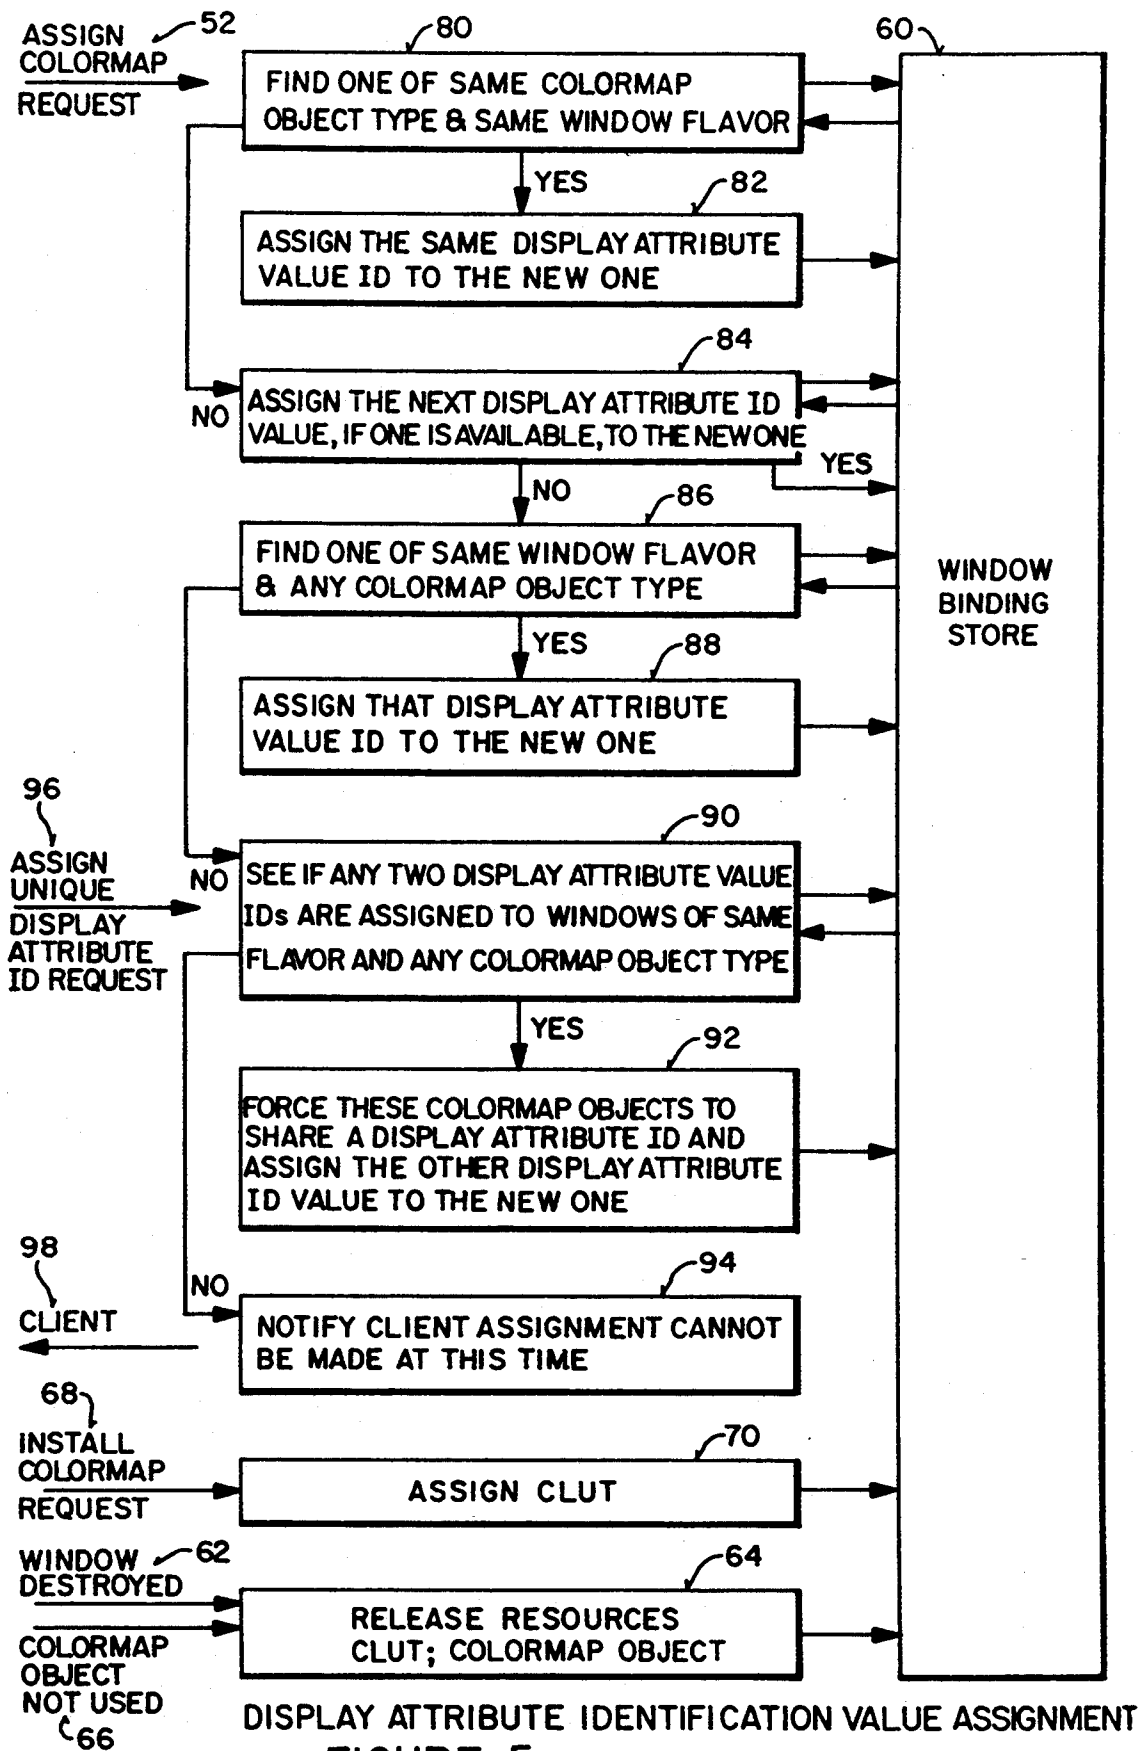 ASSIGN
COLORMAP
REQUEST
52
80
60
FIND ONE OF SAME COLORMAP
OBJECT TYPE & SAME WINDOW FLAVOR
YES
82
ASSIGN THE SAME DISPLAY ATTRIBUTE
VALUE ID TO THE NEW ONE
84
NO
ASSIGN THE NEXT DISPLAY ATTRIBUTE ID
VALUE, IF ONE IS AVAILABLE, TO THE NEW ONE
YES
NO
86
FIND ONE OF SAME WINDOW FLAVOR
& ANY COLORMAP OBJECT TYPE
WINDOW
BINDING
STORE
YES
88
ASSIGN THAT DISPLAY ATTRIBUTE
VALUE ID TO THE NEW ONE
96
ASSIGN
UNIQUE
DISPLAY
ATTRIBUTE
ID REQUEST
90
NO
SEE IF ANY TWO DISPLAY ATTRIBUTE VALUE
IDs ARE ASSIGNED TO WINDOWS OF SAME
FLAVOR AND ANY COLORMAP OBJECT TYPE
YES
92
FORCE THESE COLORMAP OBJECTS TO
SHARE A DISPLAY ATTRIBUTE ID AND
ASSIGN THE OTHER DISPLAY ATTRIBUTE
ID VALUE TO THE NEW ONE
98
CLIENT
NO
94
NOTIFY CLIENT ASSIGNMENT CANNOT
BE MADE AT THIS TIME
68
INSTALL
COLORMAP
REQUEST
70
ASSIGN CLUT
WINDOW
DESTROYED
62
64
RELEASE RESOURCES
CLUT; COLORMAP OBJECT
COLORMAP
OBJECT
NOT USED
66
DISPLAY ATTRIBUTE IDENTIFICATION VALUE ASSIGNMENT
FIGURE 5